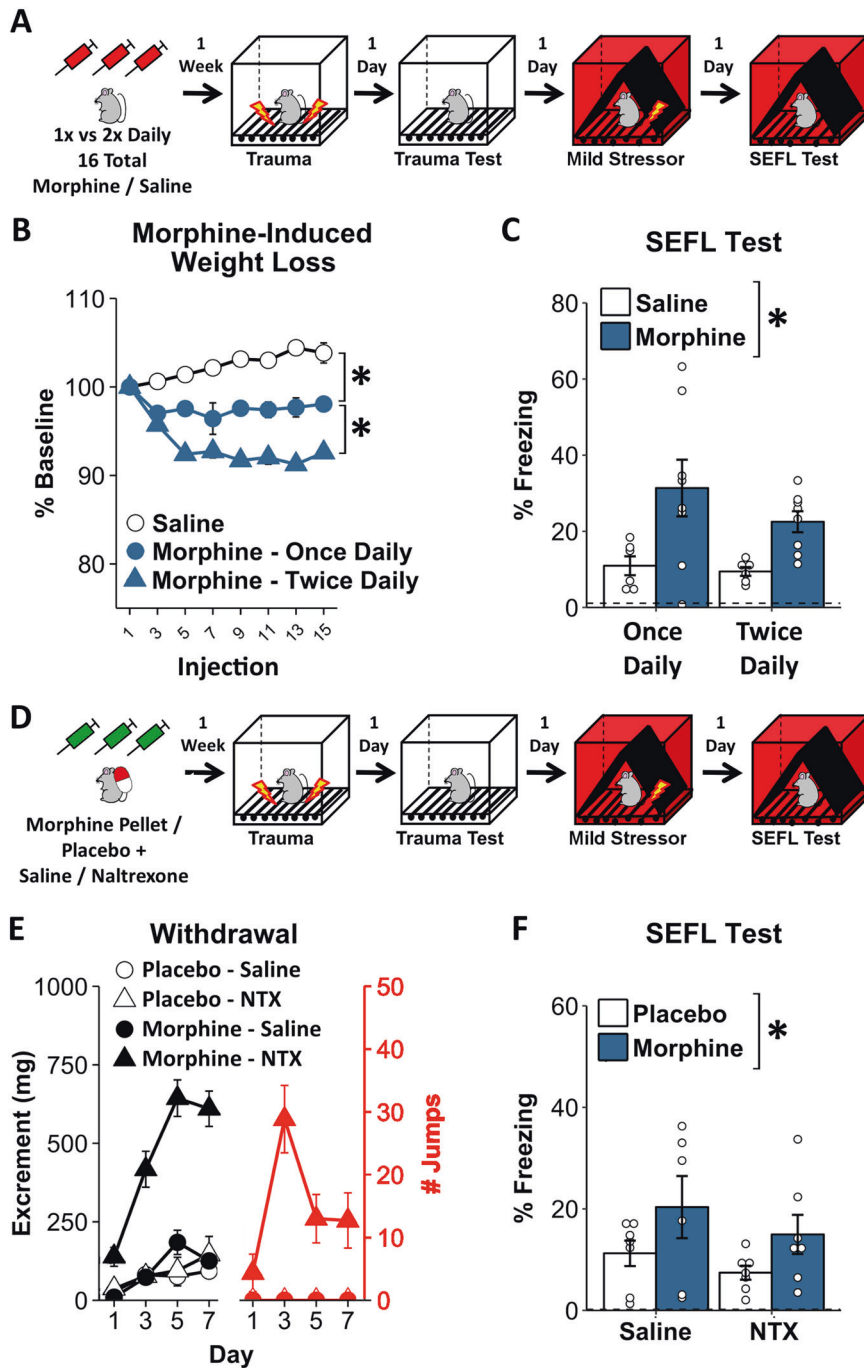 A
1 Week
1 Day
1 Day
1 Day
1x vs 2x Daily
16 Total
Morphine / Saline
Trauma
Trauma Test
Mild Stressor
SEFL Test
B
Morphine-Induced
Weight Loss
% Baseline
100
90
80
*
*
Saline
Morphine - Once Daily
Morphine - Twice Daily
1 3 5 7 9 11 13 15
Injection
C
SEFL Test
% Freezing
80
60
40
20
0
Saline
Morphine
*
Once Daily
Twice Daily
D
1 Week
1 Day
1 Day
1 Day
Morphine Pellet /
Placebo +
Saline / Naltrexone
Trauma
Trauma Test
Mild Stressor
SEFL Test
E
Withdrawal
Placebo - Saline
Placebo - NTX
Morphine - Saline
Morphine - NTX
Excrement (mg)
1000
750
500
250
0
50
40
30
20
10
0
# Jumps
1 3 5 7
1 3 5 7
Day
F
SEFL Test
% Freezing
60
40
20
0
Placebo
Morphine
*
Saline
NTX